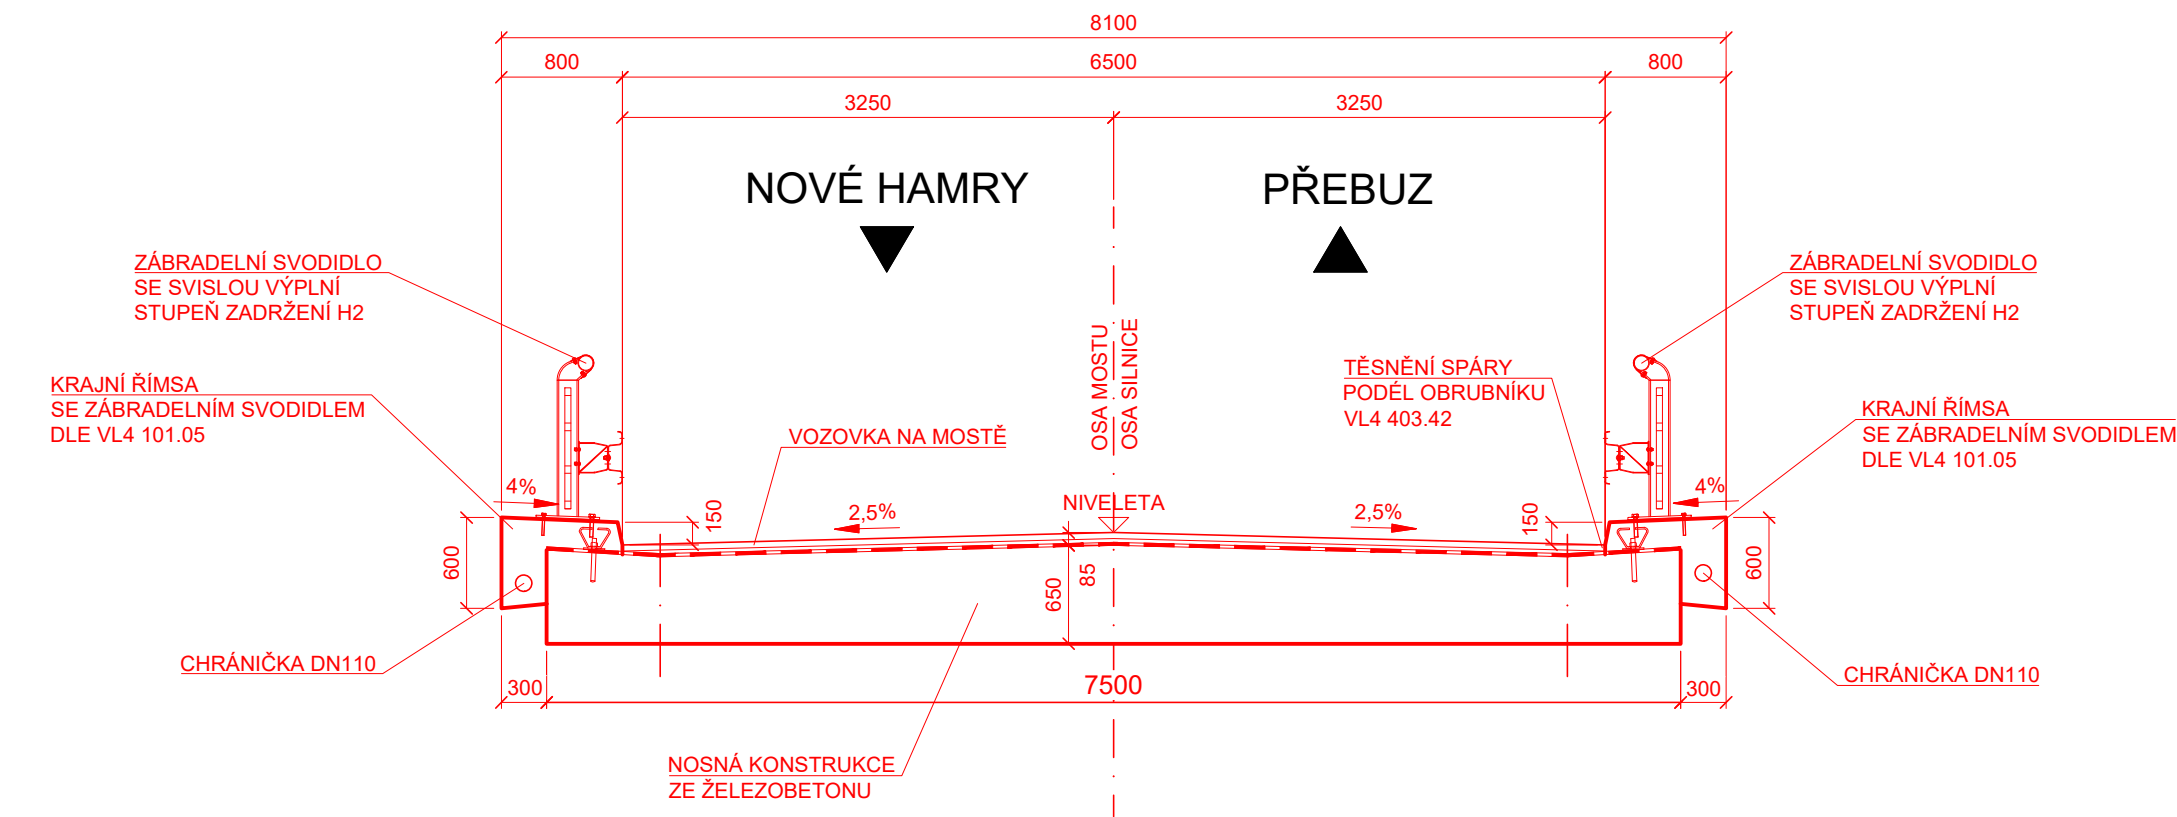 8100
800
6500
800
3250
3250
NOVÉ HAMRY
PŘEBUZ
ZÁBRADELNÍ SVODIDLO
SE SVISLOU VÝPLNÍ
STUPEŇ ZADRŽENÍ H2
ZÁBRADELNÍ SVODIDLO
SE SVISLOU VÝPLNÍ
STUPEŇ ZADRŽENÍ H2
KRAJNÍ ŘÍMSA
SE ZÁBRADELNÍM SVODIDLEM
DLE VL4 101.05
VOZOVKA NA MOSTĚ
OSA MOSTU
OSA SILNICE
TĚSNĚNÍ SPÁRY
PODÉL OBRUBNÍKU
VL4 403.42
KRAJNÍ ŘÍMSA
SE ZÁBRADELNÍM SVODIDLEM
DLE VL4 101.05
4%
150
2,5%
NIVELETA
2,5%
150
4%
600
650
85
600
CHRÁNIČKA DN110
CHRÁNIČKA DN110
300
7500
300
NOSNÁ KONSTRUKCE
ZE ŽELEZOBETONU